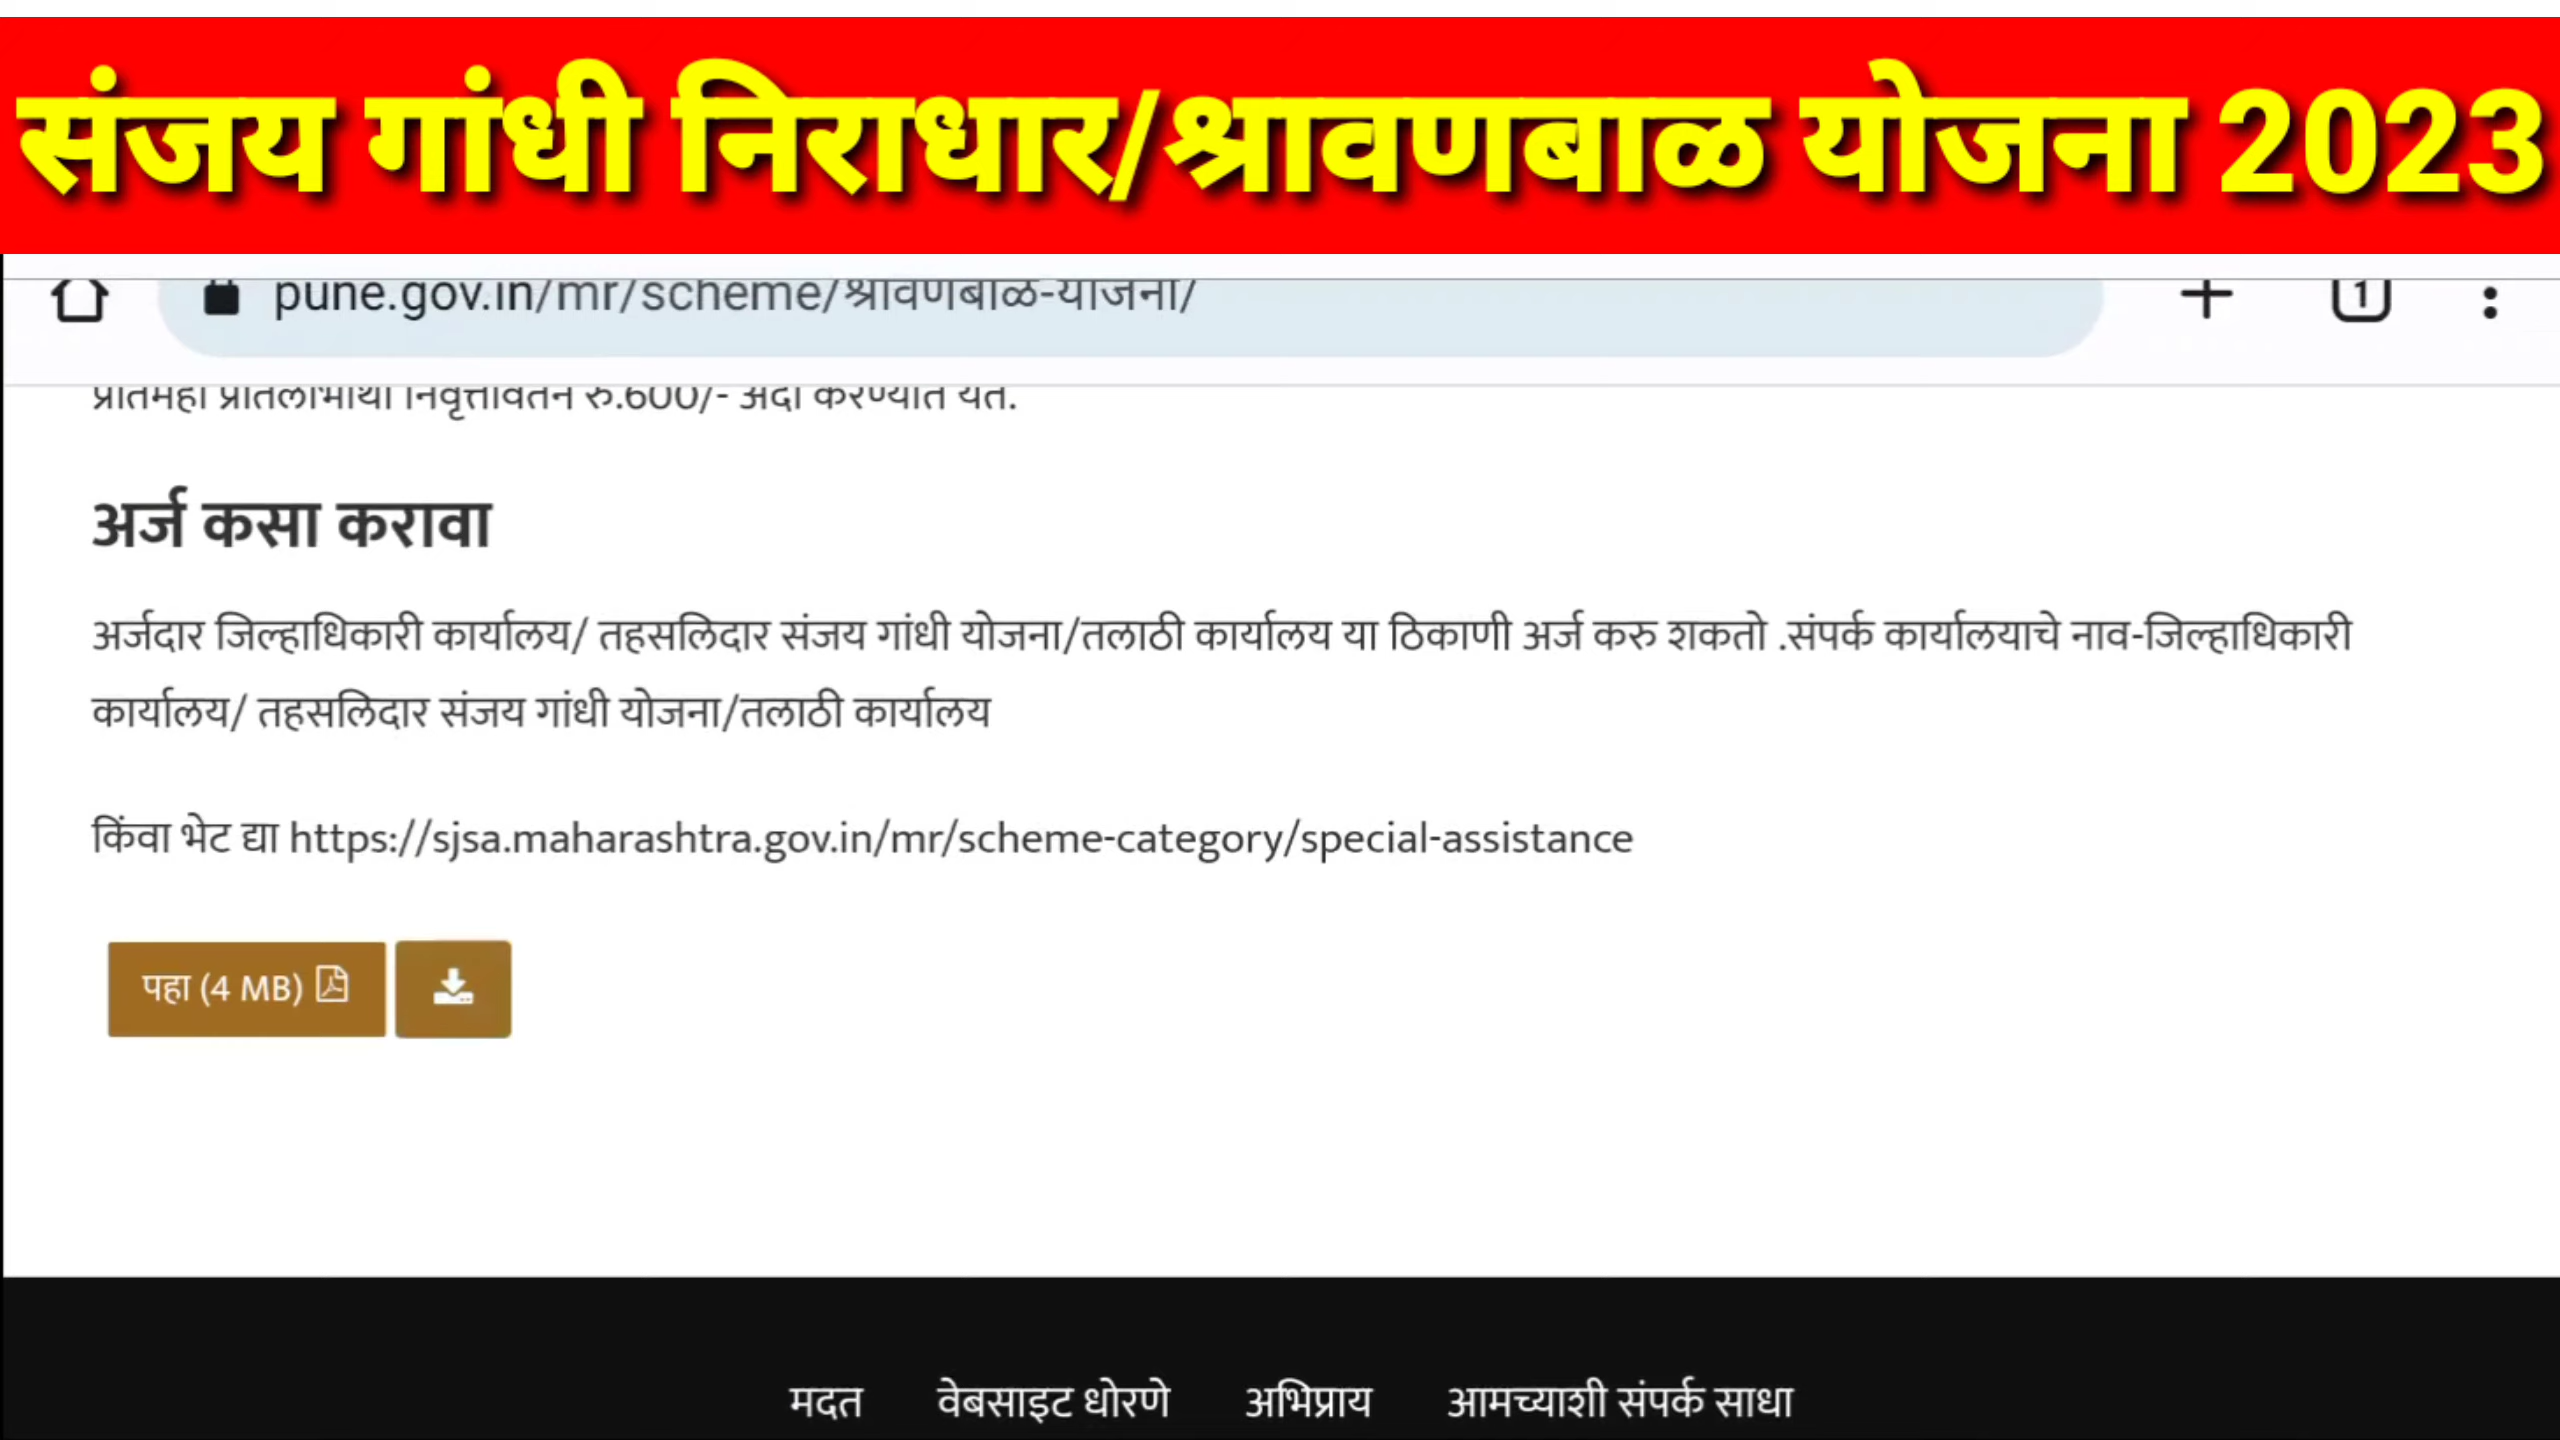 संजय गांधी निराधार/श्रावणबाळ योजना 2023
pune.gov.in/mr/scheme/श्रावणबाळ-योजना/
1
प्रतिमहा प्रतिलाभार्थी निवृत्तीवेतन रु.600/- अदा करण्यात येते.
अर्ज कसा करावा
अर्जदार जिल्हाधिकारी कार्यालय/ तहसलिदार संजय गांधी योजना/तलाठी कार्यालय या ठिकाणी अर्ज करु शकतो .संपर्क कार्यालयाचे नाव-जिल्हाधिकारी
कार्यालय/ तहसलिदार संजय गांधी योजना/तलाठी कार्यालय
किंवा भेट द्या https://sjsa.maharashtra.gov.in/mr/scheme-category/special-assistance
पहा (4 MB)
मदत वेबसाइट धोरणे अभिप्राय आमच्याशी संपर्क साधा